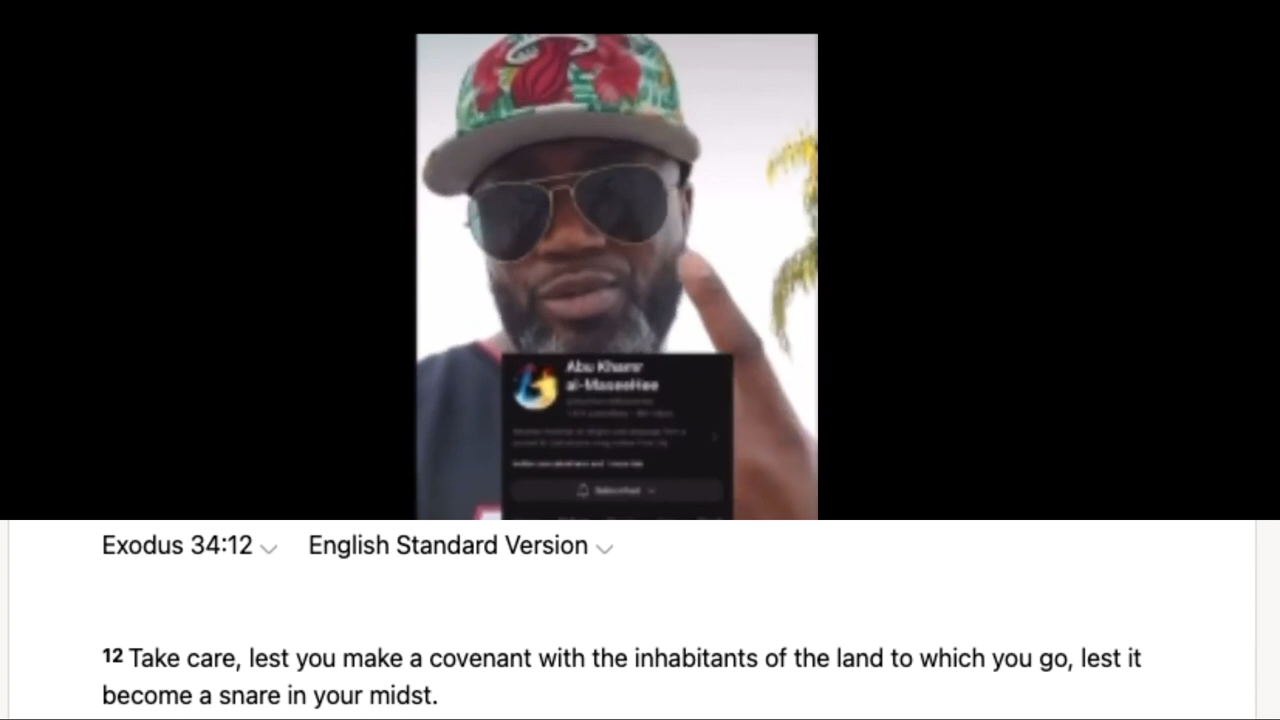 Abu Khamr
al-MaseeHee
Subscribed
Exodus 34:12 English Standard Version
12 Take care, lest you make a covenant with the inhabitants of the land to which you go, lest it
become a snare in your midst.